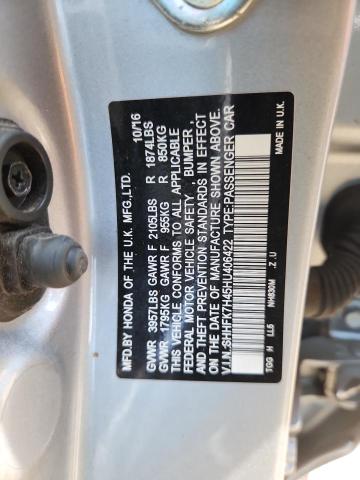 MFD.BY HONDA OF THE U.K. MFG.,LTD. 10/16
GVWR 3957LBS GAWR F 2105LBS R 1874LBS
GVWR 1795KG GAWR F 955KG R 850KG
THIS VEHICLE CONFORMS TO ALL APPLICABLE
FEDERAL MOTOR VEHICLE SAFETY , BUMPER ,
AND THEFT PREVENTION STANDARDS IN EFFECT
ON THE DATE OF MANUFACTURE SHOWN ABOVE.
V.I.N.:SHHFK7H45HU406422 TYPE:PASSENGER CAR
TGG H LL5 NH830M .Z .U MADE IN U.K.